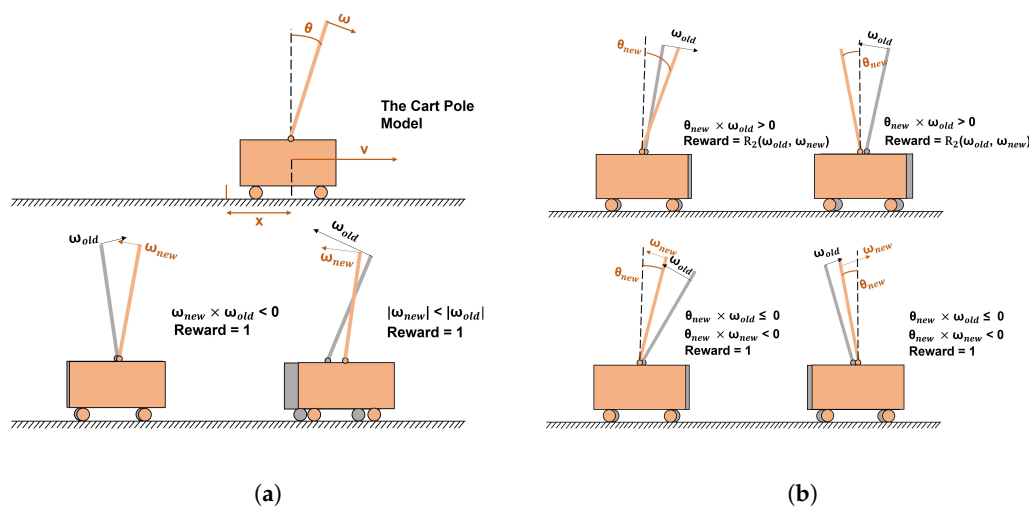 θ
ω
The Cart Pole
Model
v
x
ω_old
ω_new
ω_new × ω_old < 0
Reward = 1
ω_old
ω_new
|ω_new| < |ω_old|
Reward = 1
(a)
ω_old
θ_new
θ_new × ω_old > 0
Reward = R₂(ω_old, ω_new)
ω_old
θ_new
θ_new × ω_old > 0
Reward = R₂(ω_old, ω_new)
ω_new
ω_old
θ_new
θ_new × ω_old ≤ 0
θ_new × ω_new < 0
Reward = 1
ω_old
ω_new
θ_new
θ_new × ω_old ≤ 0
θ_new × ω_new < 0
Reward = 1
(b)